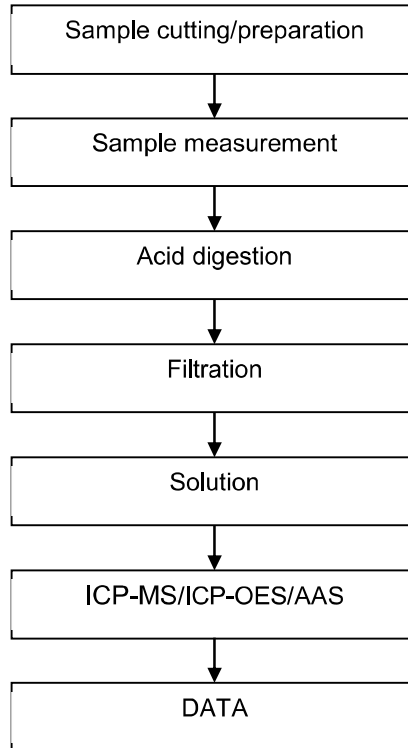 Sample cutting/preparation
Sample measurement
Acid digestion
Filtration
Solution
ICP-MS/ICP-OES/AAS
DATA